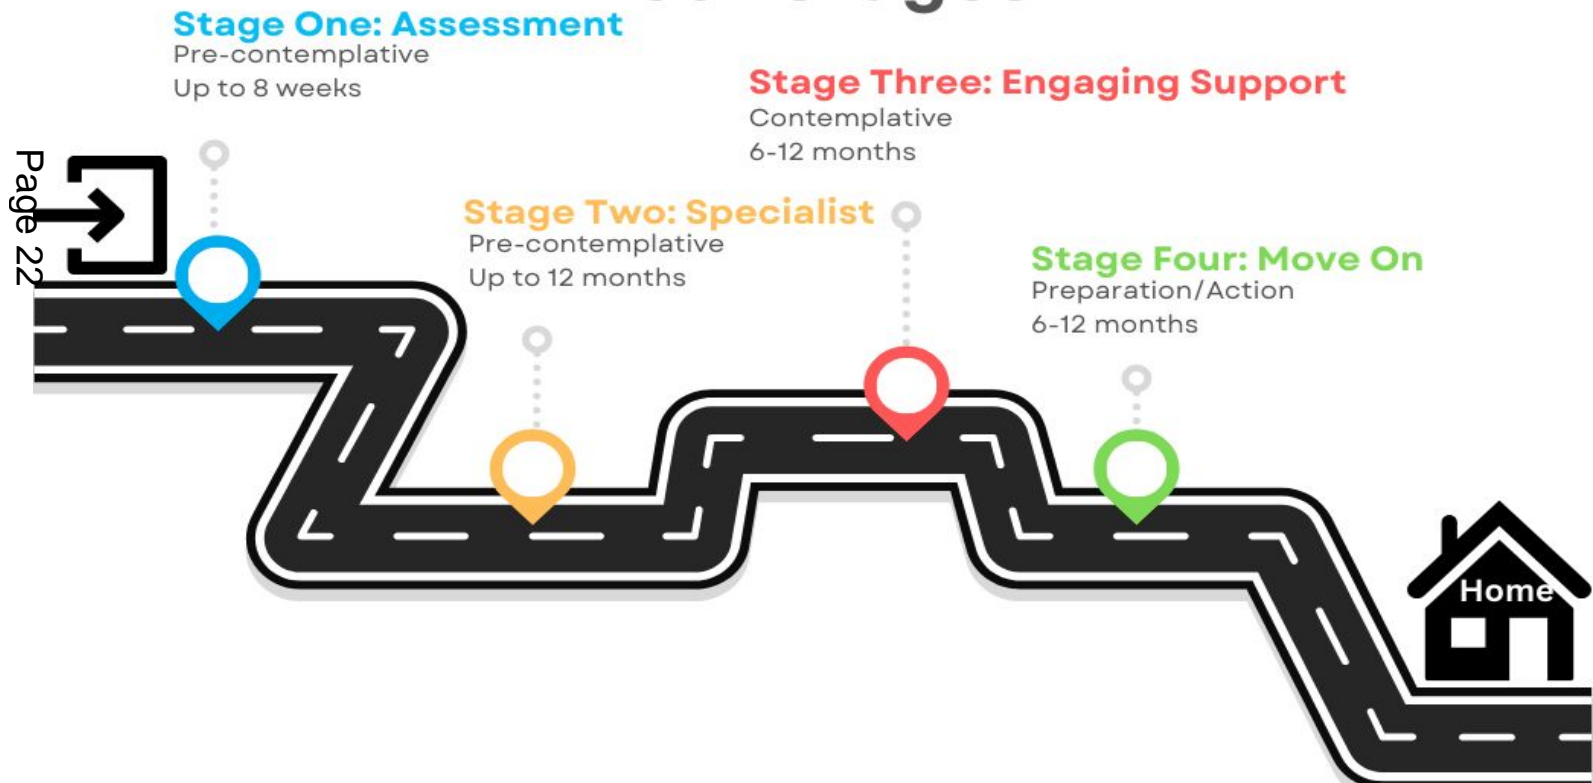 Stage One: Assessment
Pre-contemplative
Up to 8 weeks
Stage Three: Engaging Support
Contemplative
6-12 months
Page 22
Stage Two: Specialist
Pre-contemplative
Up to 12 months
Stage Four: Move On
Preparation/Action
6-12 months
Home